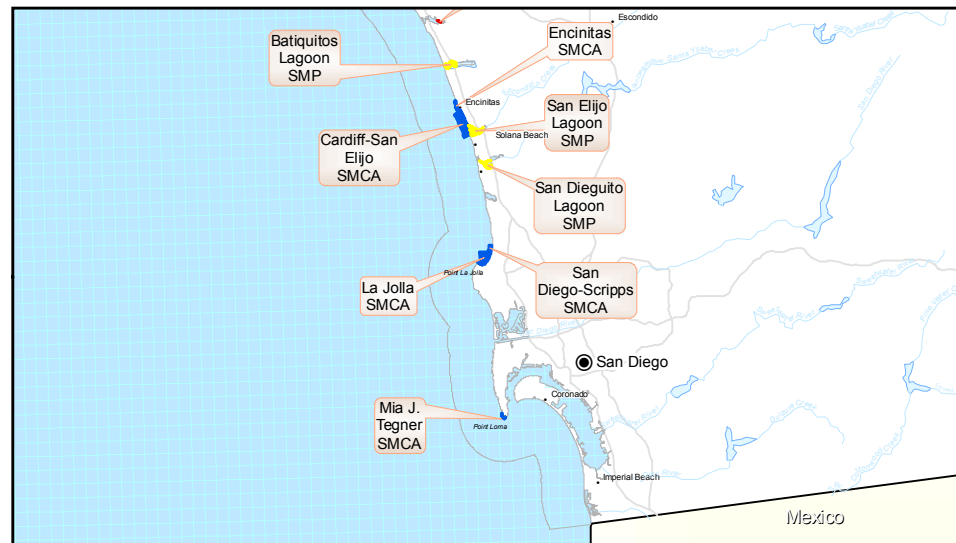 Escondido
Encinitas
SMCA
Batiquitos
Lagoon
SMP
Encinitas
San Elijo
Lagoon
SMP
Solana Beach
Cardiff-San
Elijo
SMCA
San Dieguito
Lagoon
SMP
Point La Jolla
La Jolla
SMCA
San
Diego-Scripps
SMCA
San Diego
Coronado
Mia J.
Tegner
SMCA
Point Loma
Imperial Beach
Mexico